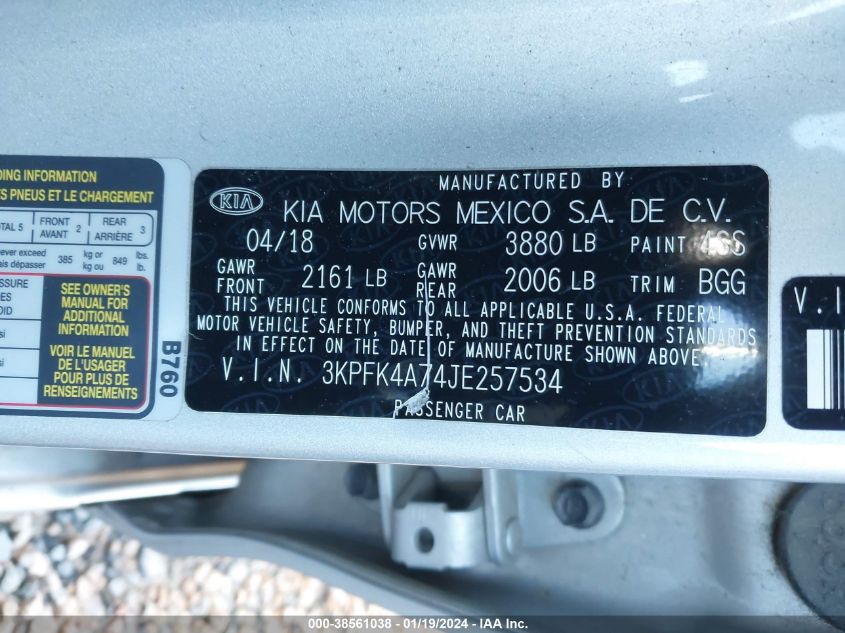 DING INFORMATION
ES PNEUS ET LE CHARGEMENT
OTAL 5 FRONT AVANT 2 REAR ARRIÈRE 3
never exceed 385 kg or 849 lbs.
ais dépasser kg ou lb.
SEE OWNER'S
MANUAL FOR
ADDITIONAL
INFORMATION
VOIR LE MANUEL
DE L'USAGER
POUR PLUS DE
RENSEIGNEMENTS
B760
KIA
MANUFACTURED BY
KIA MOTORS MEXICO S.A. DE C.V.
04/18 GVWR 3880 LB PAINT 4SS
GAWR FRONT 2161 LB GAWR REAR 2006 LB TRIM BGG
THIS VEHICLE CONFORMS TO ALL APPLICABLE U.S.A. FEDERAL
MOTOR VEHICLE SAFETY, BUMPER, AND THEFT PREVENTION STANDARDS
IN EFFECT ON THE DATE OF MANUFACTURE SHOWN ABOVE.
V.I.N. 3KPFK4A74JE257534
PASSENGER CAR
V.I
000-38561038 - 01/19/2024 - IAA Inc.